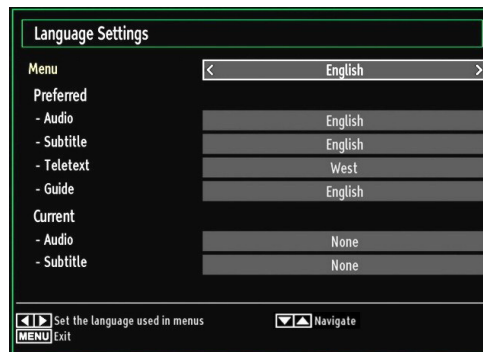 Language Settings
Menu < English >
Preferred
- Audio English
- Subtitle English
- Teletext West
- Guide English
Current
- Audio None
- Subtitle None
Set the language used in menus Navigate
MENU Exit